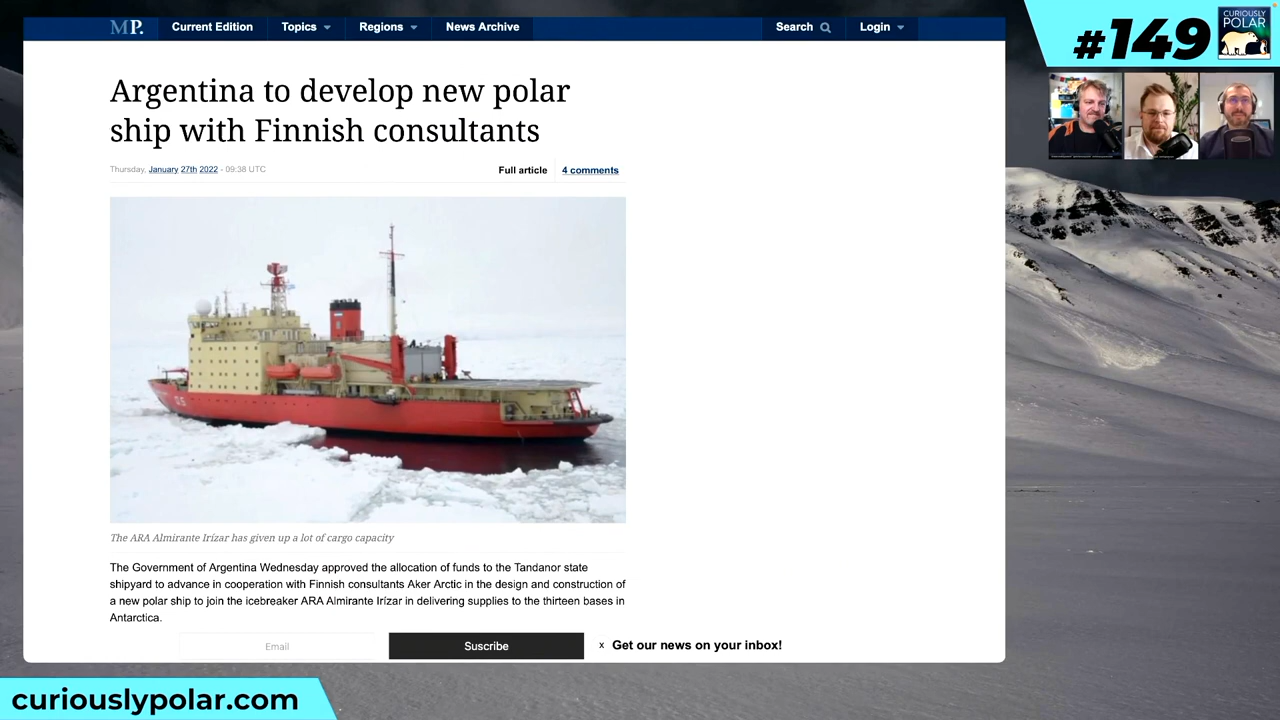 MP.
Current Edition
Topics
Regions
News Archive
Search
Login
#149
CURIOUSLY
POLAR
Argentina to develop new polar
ship with Finnish consultants
Thursday, January 27th 2022 - 09:38 UTC
Full article
4 comments
The ARA Almirante Irízar has given up a lot of cargo capacity
The Government of Argentina Wednesday approved the allocation of funds to the Tandanor state
shipyard to advance in cooperation with Finnish consultants Aker Arctic in the design and construction of
a new polar ship to join the icebreaker ARA Almirante Irízar in delivering supplies to the thirteen bases in
Antarctica.
Email
Suscribe
x Get our news on your inbox!
curiouslypolar.com